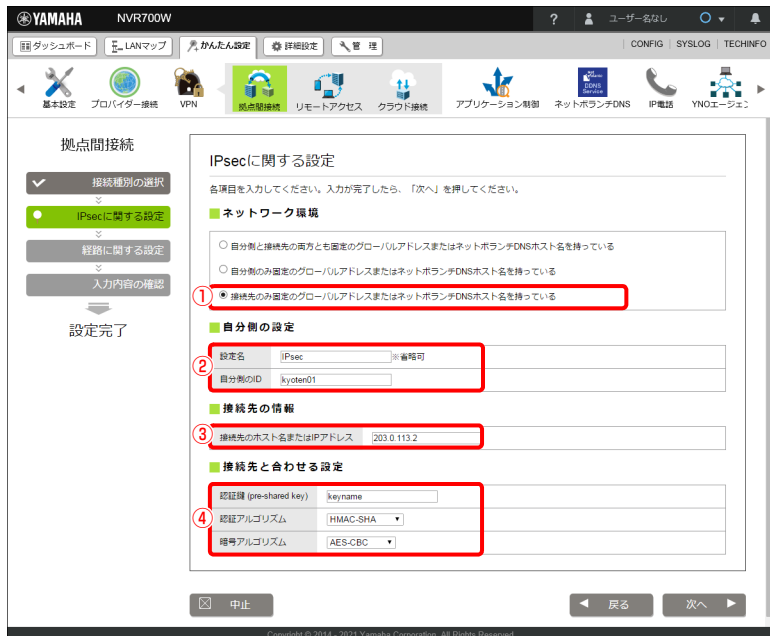 YAMAHA NVR700W ? ユーザー名なし
ダッシュボード LANマップ かんたん設定 詳細設定 管 理 CONFIG SYSLOG TECHINFO
基本設定 プロバイダー接続 VPN 拠点間接続 リモートアクセス クラウド接続 アプリケーション制御 ネットボランチDNS IP電話 YNOエージェン
拠点間接続
接続種別の選択
IPsecに関する設定
経路に関する設定
入力内容の確認
設定完了
IPsecに関する設定
各項目を入力してください。入力が完了したら、「次へ」を押してください。
ネットワーク環境
自分側と接続先の両方とも固定のグローバルアドレスまたはネットボランチDNSホスト名を持っている
自分側のみ固定のグローバルアドレスまたはネットボランチDNSホスト名を持っている
① 接続先のみ固定のグローバルアドレスまたはネットボランチDNSホスト名を持っている
自分側の設定
②
設定名 IPsec ※省略可
自分側のID kyoten01
接続先の情報
③ 接続先のホスト名またはIPアドレス 203.0.113.2
接続先と合わせる設定
認証鍵 (pre-shared key) keyname
④ 認証アルゴリズム HMAC-SHA
暗号アルゴリズム AES-CBC
中止 戻る 次へ
Copyright © 2014 - 2021 Yamaha Corporation. All Rights Reserved.